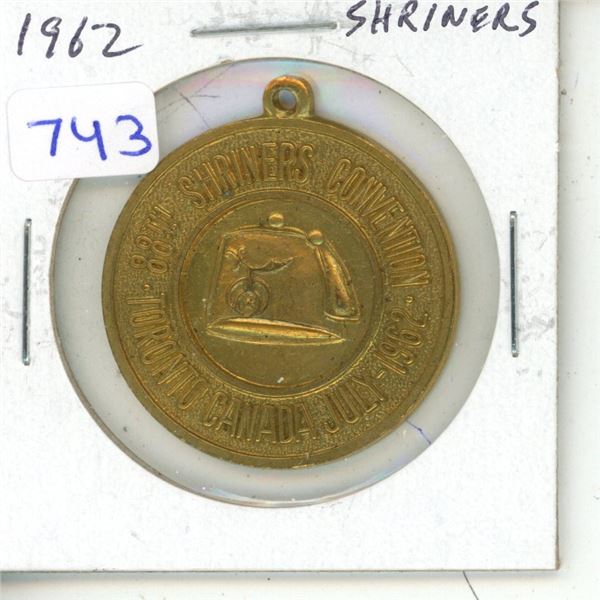 1962 SHRINERS
743
88TH SHRINERS CONVENTION
TORONTO CANADA JULY-1962